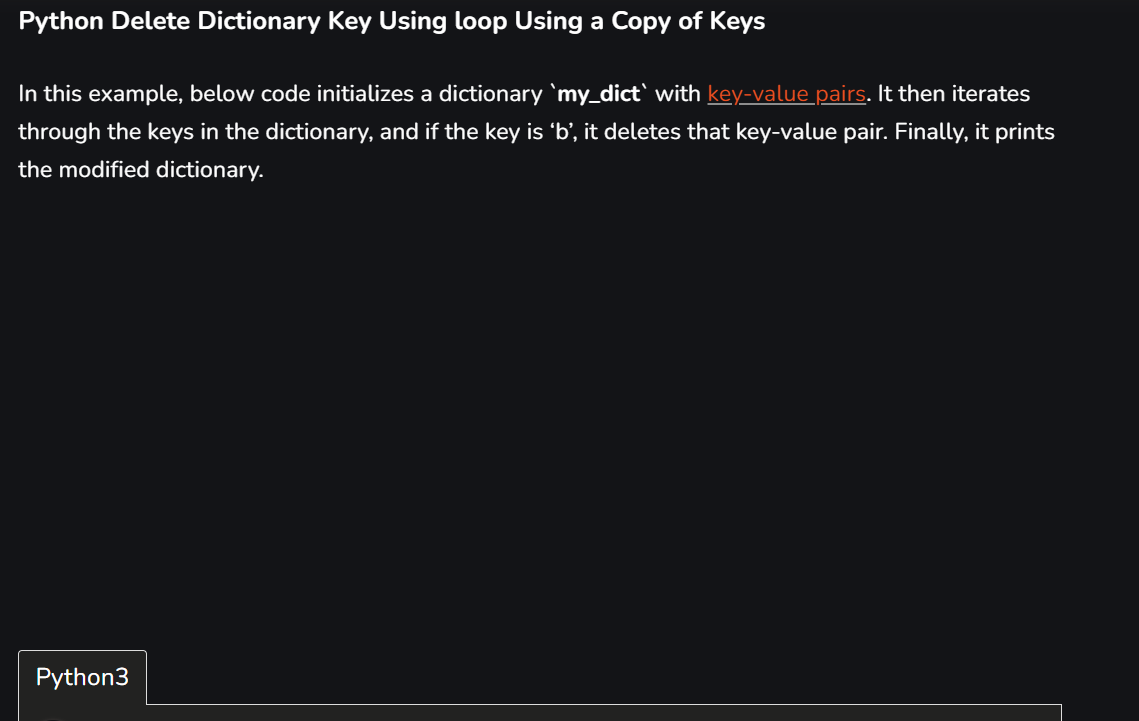 Python Delete Dictionary Key Using loop Using a Copy of Keys
In this example, below code initializes a dictionary `my_dict` with key-value pairs. It then iterates
through the keys in the dictionary, and if the key is ‘b’, it deletes that key-value pair. Finally, it prints
the modified dictionary.
Python3